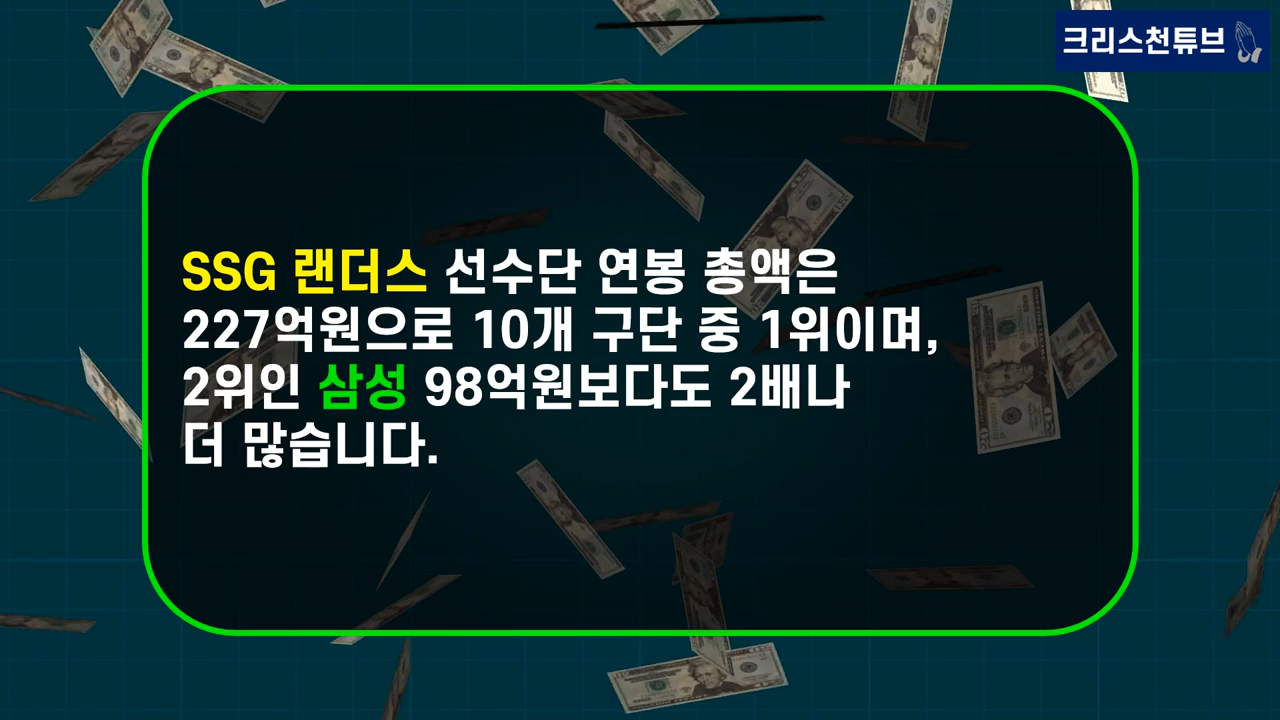 크리스천튜브
SSG 랜더스 선수단 연봉 총액은
227억원으로 10개 구단 중 1위이며,
2위인 삼성 98억원보다도 2배나
더 많습니다.